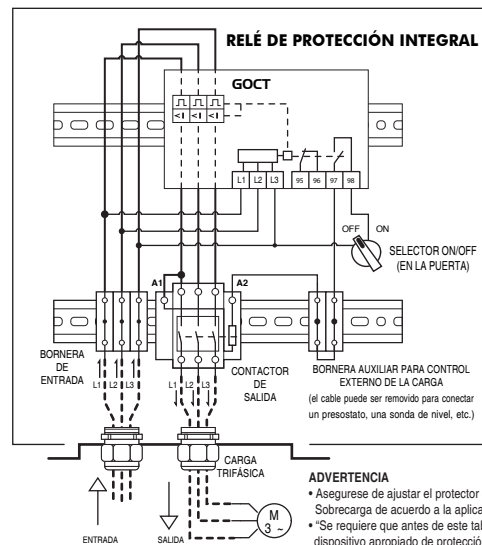 RELÉ DE PROTECCIÓN INTEGRAL
GOCT
L1 L2 L3 95 96 97 98
OFF ON
SELECTOR ON/OFF
(EN LA PUERTA)
A1 A2
BORNERA
DE
ENTRADA
L1 L2 L3
L1 L2 L3
CONTACTOR
DE
SALIDA
BORNERA AUXILIAR PARA CONTROL
EXTERNO DE LA CARGA
(el cable puede ser removido para conectar
un presostato, una sonda de nivel, etc.)
CARGA
TRIFÁSICA
ENTRADA
SALIDA
M
3 ~
ADVERTENCIA
• Asegurese de ajustar el protector
Sobrecarga de acuerdo a la aplica
• "Se requiere que antes de este tab
dispositivo apropiado de protecció